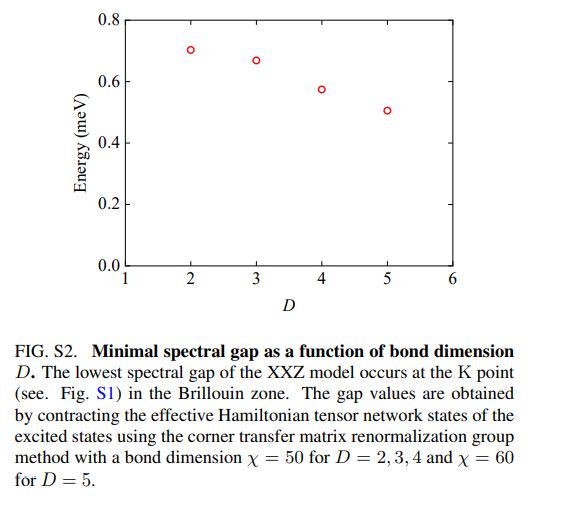 0.8
0.6
0.4
0.2
0.0
Energy (meV)
1 2 3 4 5 6
D
FIG. S2. Minimal spectral gap as a function of bond dimension
D. The lowest spectral gap of the XXZ model occurs at the K point
(see. Fig. S1) in the Brillouin zone. The gap values are obtained
by contracting the effective Hamiltonian tensor network states of the
excited states using the corner transfer matrix renormalization group
method with a bond dimension χ = 50 for D = 2, 3, 4 and χ = 60
for D = 5.